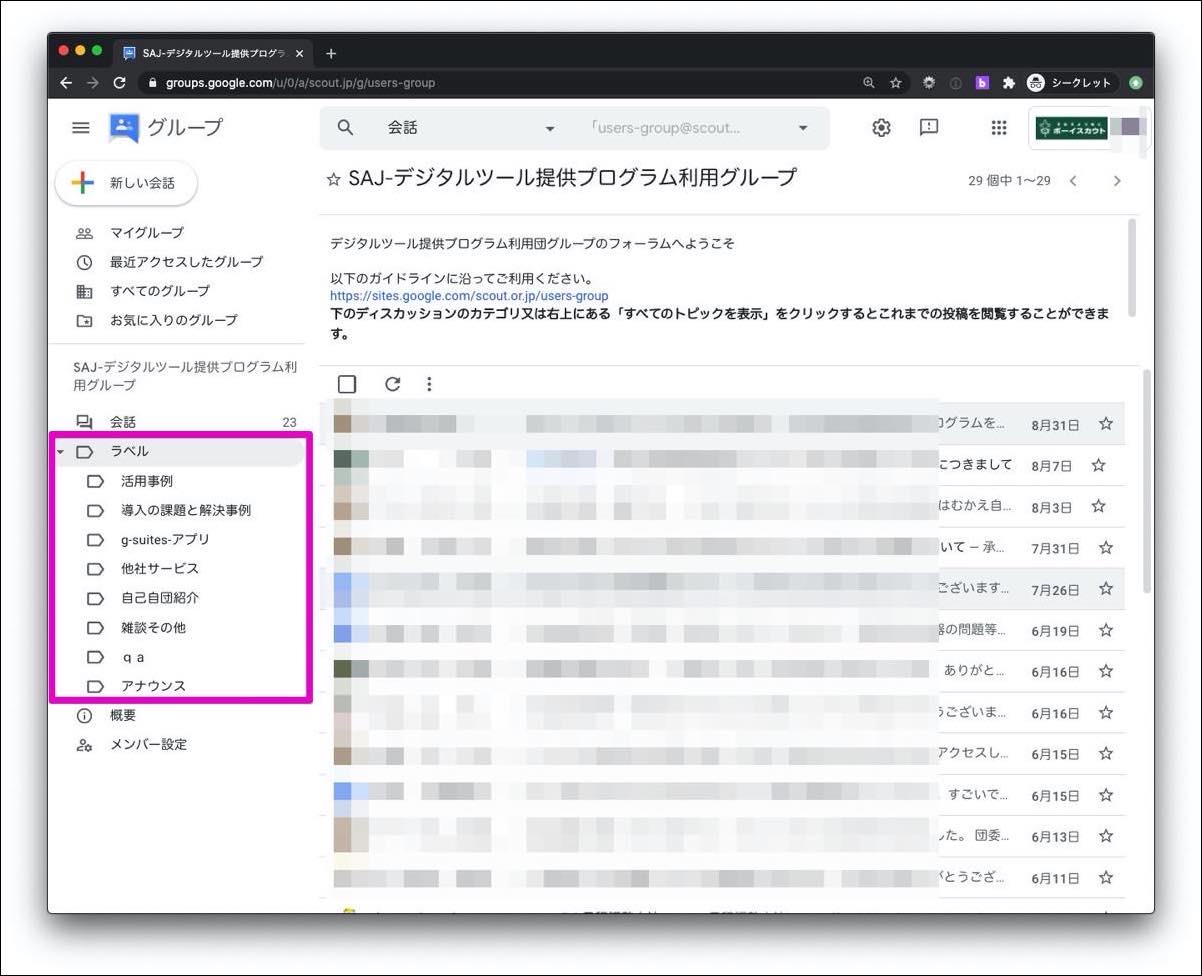 SAJ-デジタルツール提供プログラ
groups.google.com/u/0/a/scout.jp/g/users-group
シークレット
グループ
会話
「users-group@scout...
ボーイスカウト
新しい会話
SAJ-デジタルツール提供プログラム利用グループ
29 個中 1〜29
マイグループ
最近アクセスしたグループ
すべてのグループ
お気に入りのグループ
デジタルツール提供プログラム利用団グループのフォーラムへようこそ
以下のガイドラインに沿ってご利用ください。
https://sites.google.com/scout.or.jp/users-group
下のディスカッションのカテゴリ又は右上にある「すべてのトピックを表示」をクリックするとこれまでの投稿を閲覧することができま
す。
SAJ-デジタルツール提供プログラム利
用グループ
会話 23
ラベル
活用事例
導入の課題と解決事例
g-suites-アプリ
他社サービス
自己自団紹介
雑談その他
q a
アナウンス
概要
メンバー設定
ログラムを... 8月31日
につきまして 8月7日
はむかえ自... 8月3日
いて – 承... 7月31日
ございます... 7月26日
の問題等... 6月19日
ありがと... 6月16日
うございま... 6月16日
アクセスし... 6月15日
すごいで... 6月15日
した。 団委... 6月13日
がとうござ... 6月11日